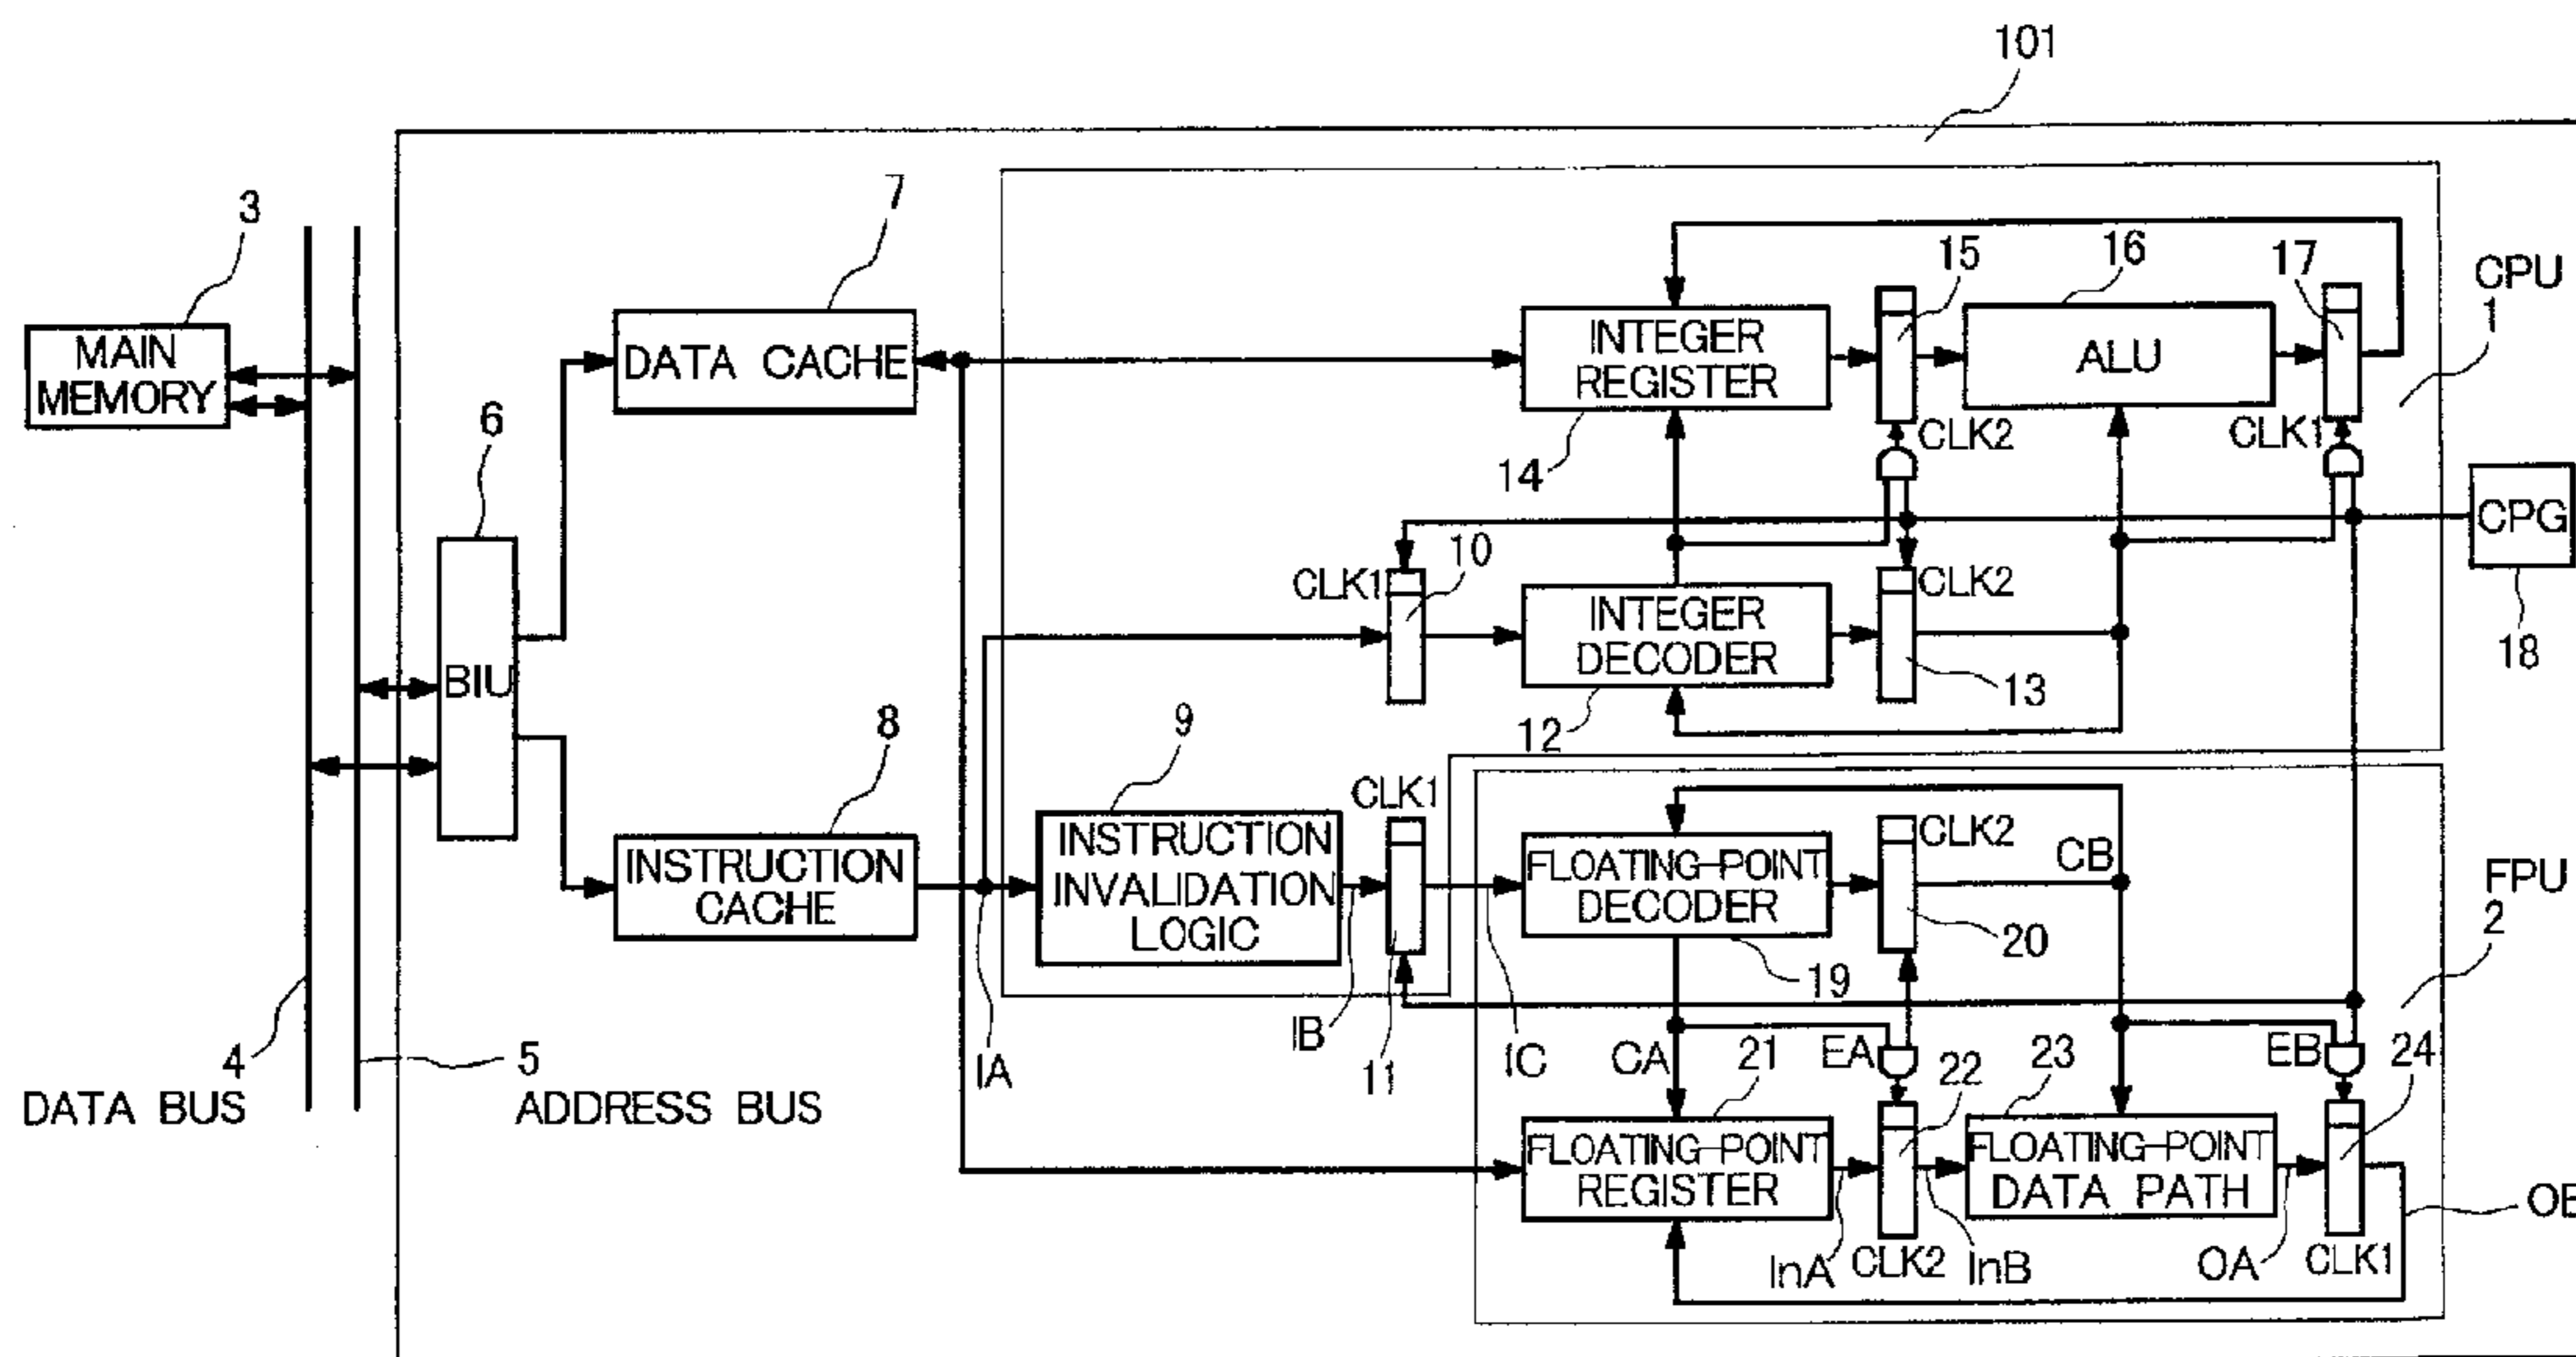 101
3
7
15
16
17
CPU
1
MAIN
MEMORY
DATA CACHE
INTEGER
REGISTER
ALU
6
14
CLK2
CLK1
CPG
18
CLK1
10
CLK2
INTEGER
DECODER
BIU
12
13
8
9
CLK1
INSTRUCTION
CACHE
INSTRUCTION
INVALIDATION
LOGIC
FLOATING-POINT
DECODER
CLK2
CB
FPU
2
19
20
4
5
IA
IB
11
IC
CA
21
EA
22
23
EB
24
DATA BUS
ADDRESS BUS
FLOATING-POINT
REGISTER
FLOATING-POINT
DATA PATH
InA
CLK2
InB
OA
CLK1